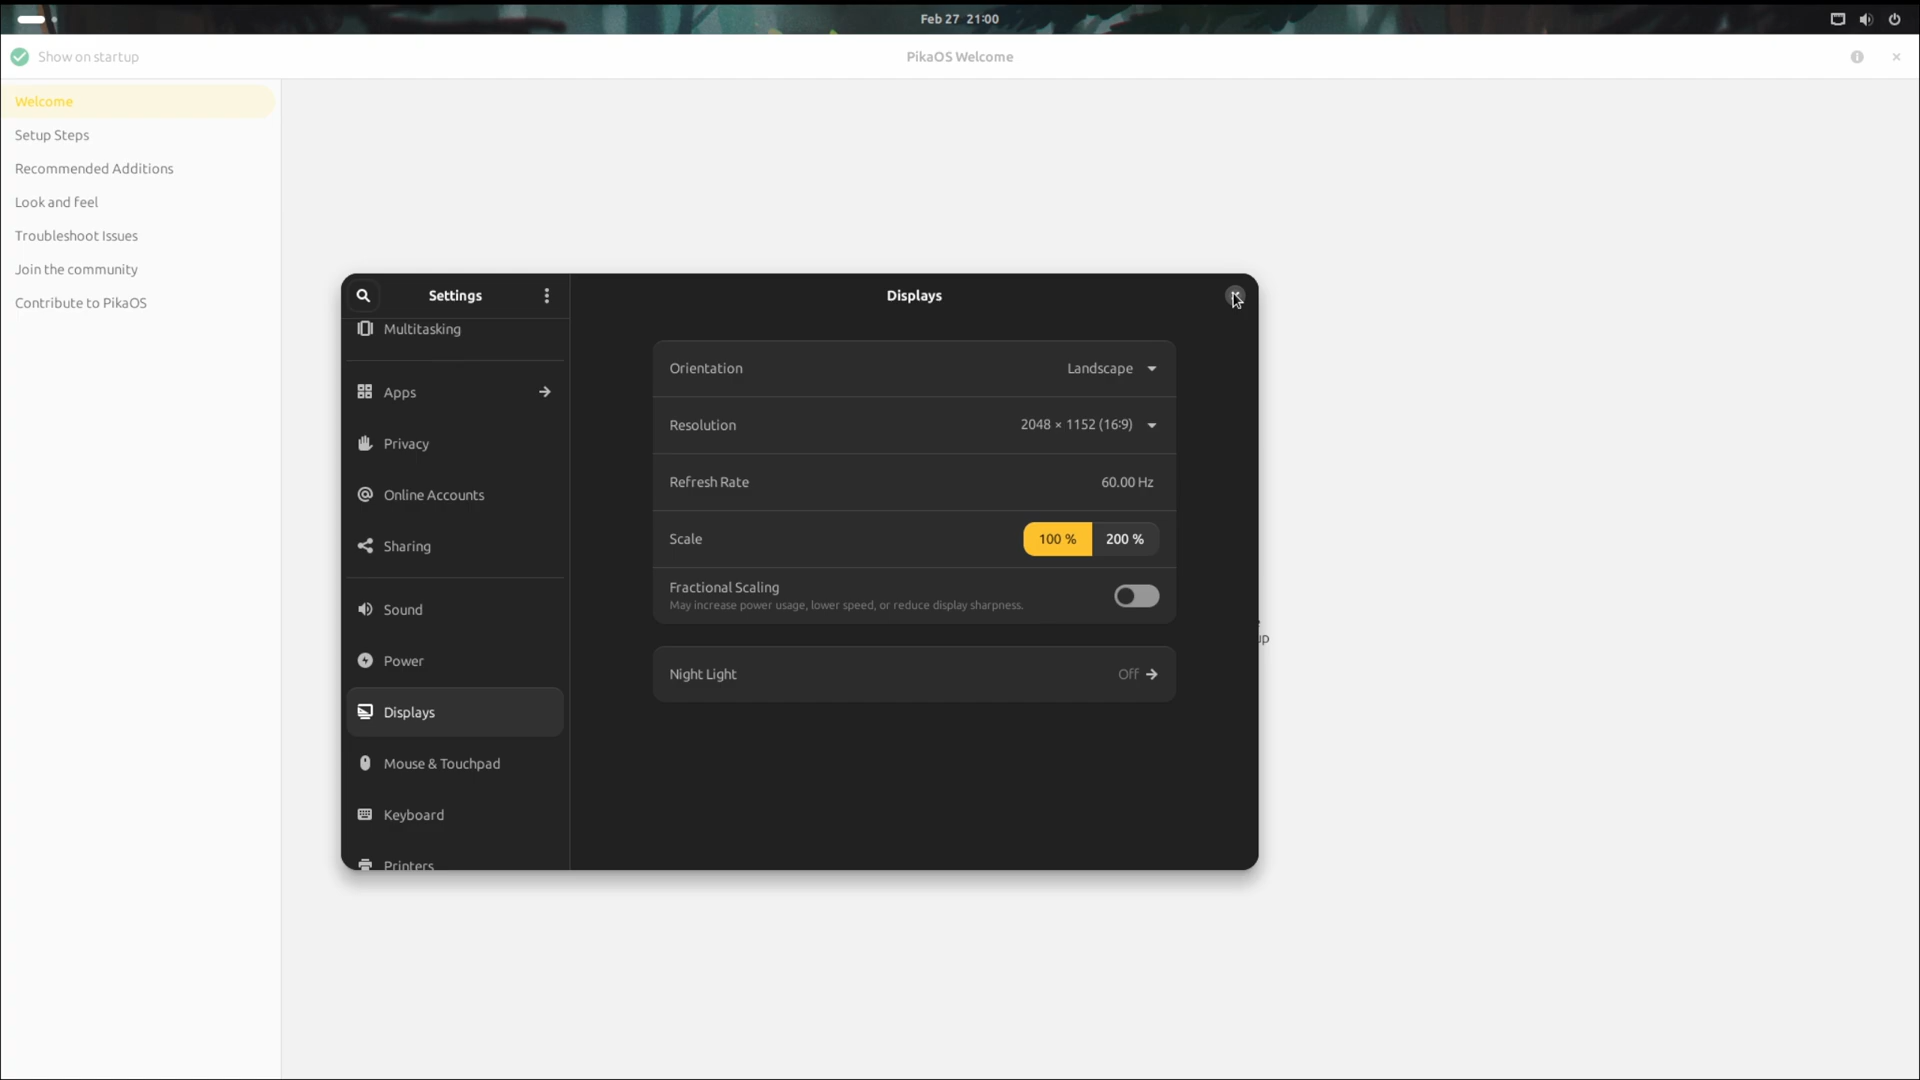 Feb 27 21:00
Show on startup
PikaOS Welcome
Welcome
Setup Steps
Recommended Additions
Look and feel
Troubleshoot Issues
Join the community
Contribute to PikaOS
Settings
Displays
Multitasking
Apps
Privacy
Online Accounts
Sharing
Sound
Power
Displays
Mouse & Touchpad
Keyboard
Printers
Orientation Landscape
Resolution 2048 × 1152 (16:9)
Refresh Rate 60.00 Hz
Scale 100 % 200 %
Fractional Scaling
May increase power usage, lower speed, or reduce display sharpness.
Night Light Off